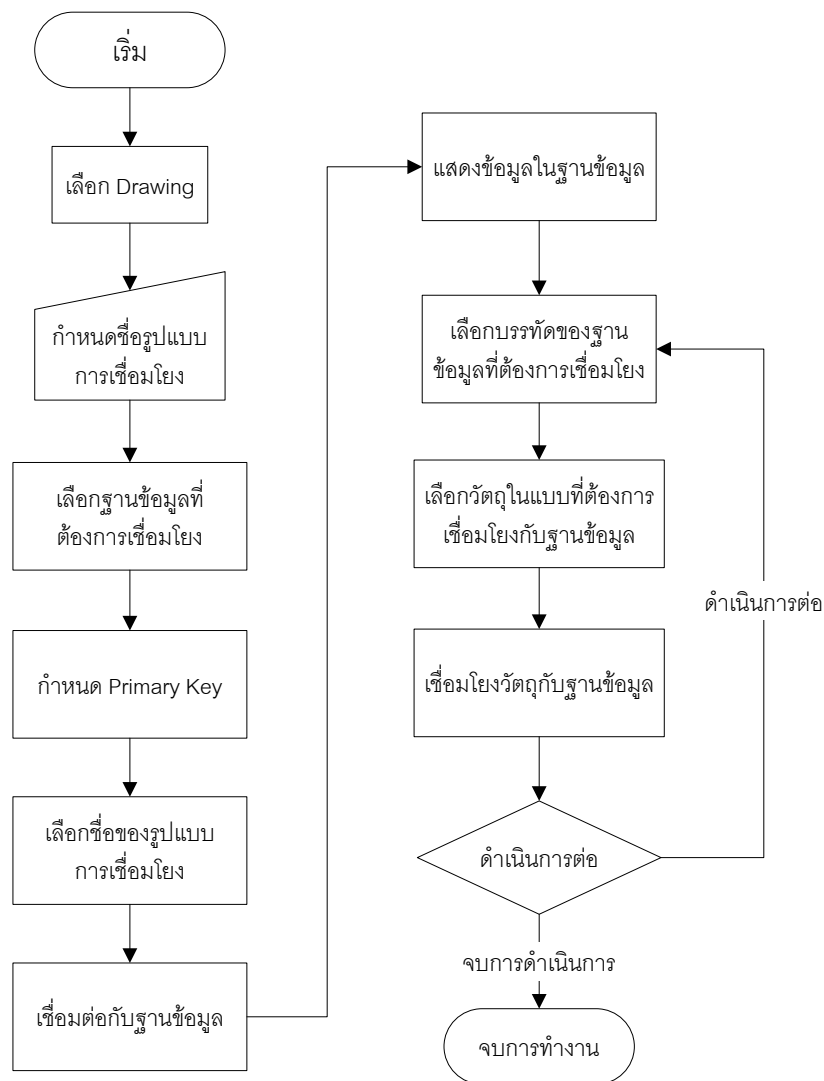 เริ่ม
เลือก Drawing
กำหนดชื่อรูปแบบ
การเชื่อมโยง
เลือกฐานข้อมูลที่
ต้องการเชื่อมโยง
กำหนด Primary Key
เลือกชื่อของรูปแบบ
การเชื่อมโยง
เชื่อมต่อกับฐานข้อมูล
แสดงข้อมูลในฐานข้อมูล
เลือกบรรทัดของฐาน
ข้อมูลที่ต้องการเชื่อมโยง
เลือกวัตถุในแบบที่ต้องการ
เชื่อมโยงกับฐานข้อมูล
เชื่อมโยงวัตถุกับฐานข้อมูล
ดำเนินการต่อ
ดำเนินการต่อ
จบการดำเนินการ
จบการทำงาน